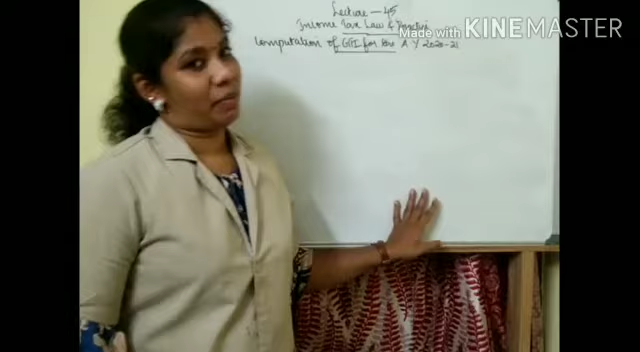 Lecture - 45
Income Tax Law & Practice
Made with KINEMASTER
Computation of GTI for the A Y 2020-21